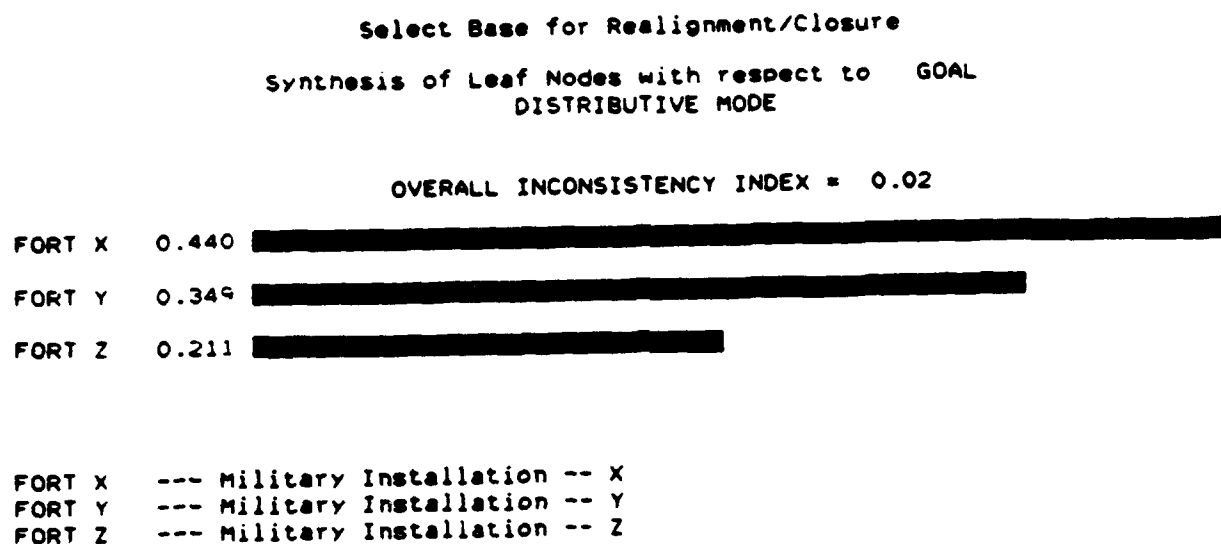 Select Base for Realignment/Closure
Synthesis of Leaf Nodes with respect to GOAL
DISTRIBUTIVE MODE
OVERALL INCONSISTENCY INDEX = 0.02
FORT X 0.440
FORT Y 0.349
FORT Z 0.211
FORT X --- Military Installation -- X
FORT Y --- Military Installation -- Y
FORT Z --- Military Installation -- Z